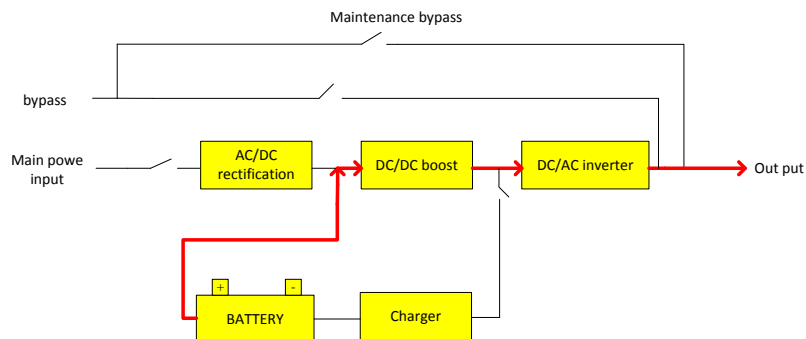 Maintenance bypass
bypass
Main powe
input
AC/DC
rectification
DC/DC boost
DC/AC inverter
Out put
+
-
BATTERY
Charger